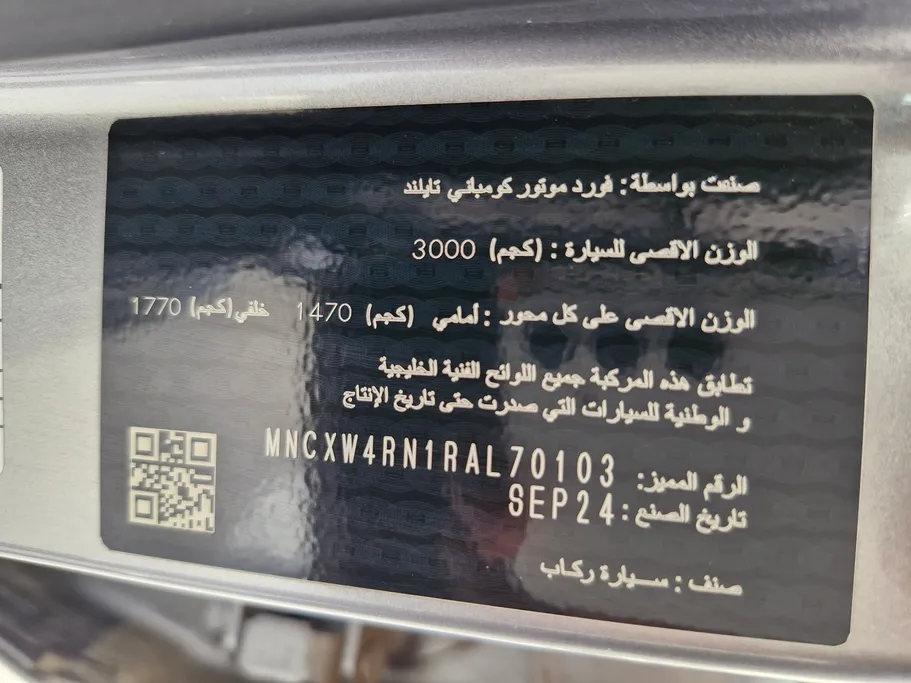 صنعت بواسطة: فورد موتور كومباني تايلند
الوزن الاقصى للسيارة : (كجم) 3000
الوزن الاقصى على كل محور : أمامي (كجم) 1470 خلفي(كجم) 1770
تطابق هذه المركبة جميع اللوائح الفنية الخليجية
و الوطنية للسيارات التي صدرت حتى تاريخ الإنتاج
الرقم المميز: MNCXW4RN1RAL70103
تاريخ الصنع: SEP24
صنف : سيارة ركاب